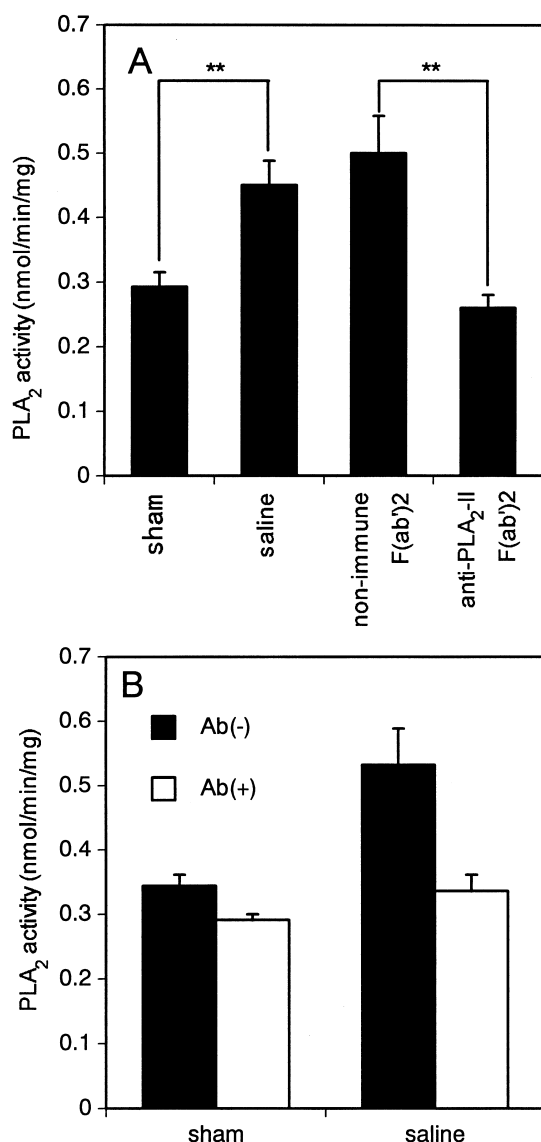 0.7
A
**
**
0.6
0.5
0.4
0.3
0.2
0.1
0
PLA2 activity (nmol/min/mg)
sham
saline
non-immune
F(ab')2
anti-PLA2-II
F(ab')2
0.7
B
0.6
Ab(-)
0.5
Ab(+)
0.4
0.3
0.2
0.1
0
PLA2 activity (nmol/min/mg)
sham saline